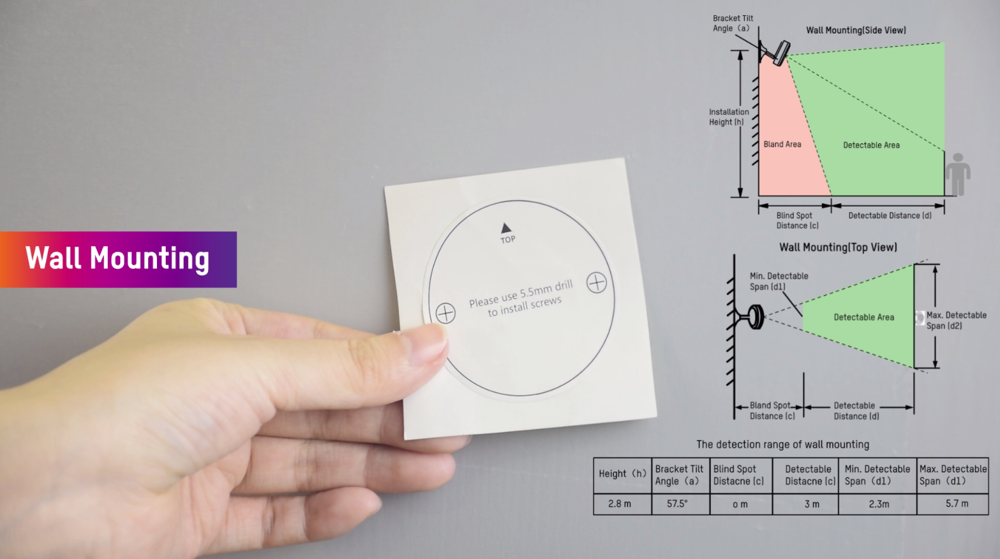 Wall Mounting
TOP
Please use 5.5mm drill
to install screws
Bracket Tilt
Angle (a)
Wall Mounting(Side View)
Installation
Height (h)
Bland Area
Detectable Area
Blind Spot
Distance (c)
Detectable Distance (d)
Wall Mounting(Top View)
Min. Detectable
Span (d1)
Detectable Area
Max. Detectable
Span (d2)
Bland Spot
Distance (c)
Detectable
Distance (d)
The detection range of wall mounting
Height (h)
Bracket Tilt
Angle (a)
Blind Spot
Distacne (c)
Detectable
Distacne (c)
Min. Detectable
Span (d1)
Max. Detectable
Span (d1)
2.8 m
57.5°
o m
3 m
2.3m
5.7 m